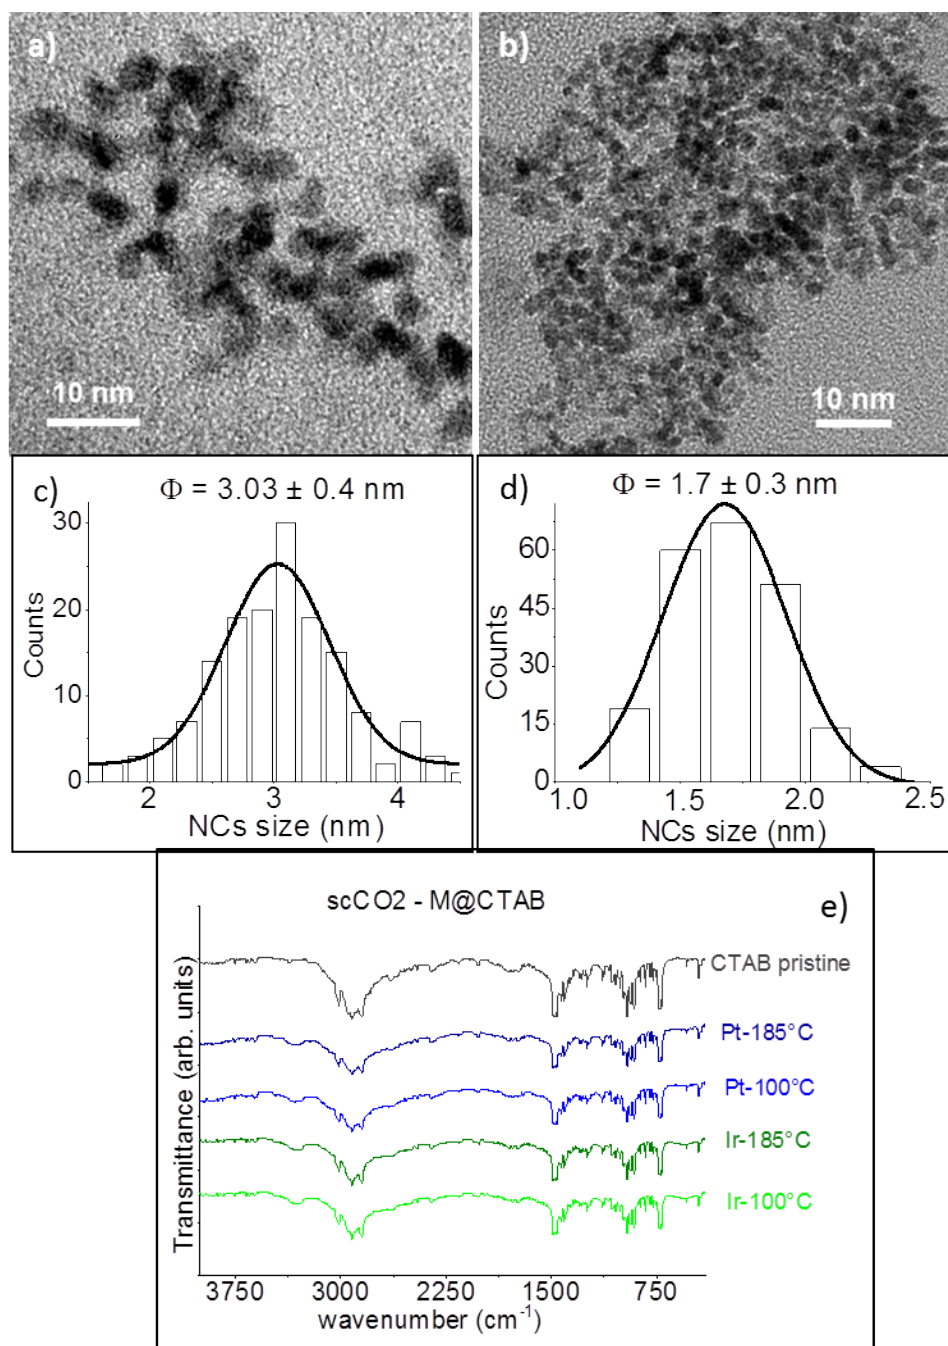 a)
b)
10 nm
10 nm
c)
Φ = 3.03 ± 0.4 nm
30
20
10
0
Counts
2
3
4
NCs size (nm)
d)
Φ = 1.7 ± 0.3 nm
60
45
30
15
0
Counts
1.0
1.5
2.0
2.5
NCs size (nm)
scCO2 - M@CTAB
e)
CTAB pristine
Pt-185°C
Pt-100°C
Ir-185°C
Ir-100°C
Transmittance (arb. units)
3750
3000
2250
1500
750
wavenumber (cm⁻¹)